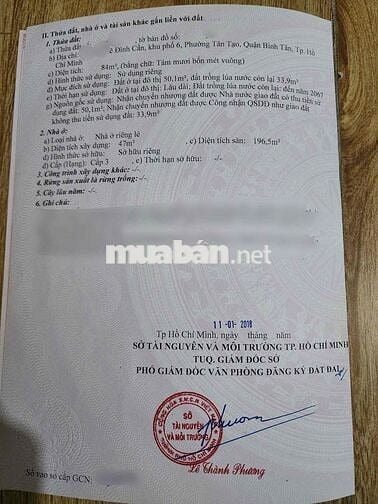 II. Thửa đất, nhà ở và tài sản khác gắn liền với đất
1. Thửa đất:
a) Thửa đất tờ bản đồ số:
b) Địa chỉ: Đình Cẩn, khu phố 6, Phường Tân Tạo, Quận Bình Tân, Tp. Hồ
Chí Minh
c) Diện tích: 84m², (bằng chữ: Tám mươi bốn mét vuông)
d) Hình thức sử dụng: Sử dụng riêng
đ) Mục đích sử dụng: Đất ở tại đô thị 50,1m², đất trồng lúa nước còn lại 33,9m²
e) Thời hạn sử dụng: Đất ở tại đô thị: Lâu dài; Đất trồng lúa nước còn lại: đến năm 2067
g) Nguồn gốc sử dụng: Nhận chuyển nhượng đất được Nhà nước giao đất có thu tiền sử
dụng đất: 50,1m², Nhận chuyển nhượng đất được Công nhận QSDĐ như giao đất
không thu tiền sử dụng đất: 33,9m²
2. Nhà ở:
a) Loại nhà ở: Nhà ở riêng lẻ
b) Diện tích xây dựng: 47m² , c) Diện tích sàn: 196,5m²
d) Hình thức sở hữu: Sở hữu riêng
đ) Cấp (Hạng): Cấp 3 , e) Thời hạn sở hữu: -/-
3. Công trình xây dựng khác: -/-
4. Rừng sản xuất là rừng trồng: -/-
5. Cây lâu năm: -/-
6. Ghi chú:
muaban.net
11-01-2018
Tp Hồ Chí Minh, ngày tháng năm
SỞ TÀI NGUYÊN VÀ MÔI TRƯỜNG TP. HỒ CHÍ MINH
TUQ. GIÁM ĐỐC SỞ
PHÓ GIÁM ĐỐC VĂN PHÒNG ĐĂNG KÝ ĐẤT ĐAI
SỞ
TÀI NGUYÊN
VÀ MÔI TRƯỜNG
Lê Thành Phương
Số vào sổ cấp GCN: